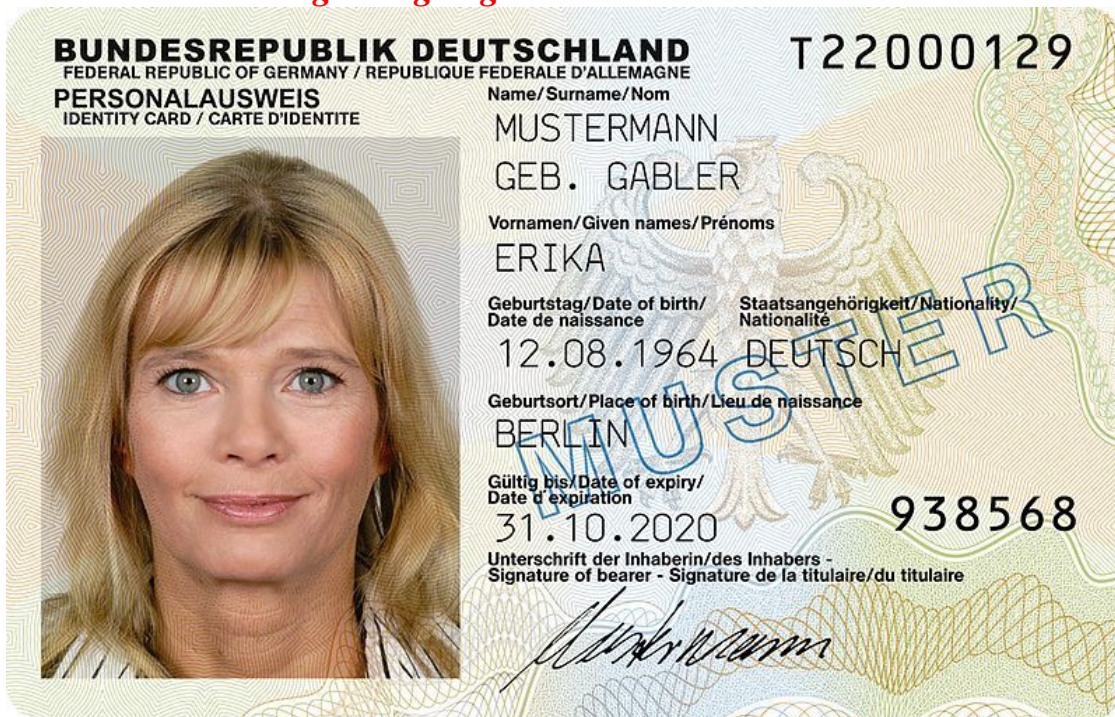 BUNDESREPUBLIK DEUTSCHLAND
FEDERAL REPUBLIC OF GERMANY / REPUBLIQUE FEDERALE D'ALLEMAGNE
PERSONALAUSWEIS
IDENTITY CARD / CARTE D'IDENTITE
T22000129
Name/Surname/Nom
MUSTERMANN
GEB. GABLER
Vornamen/Given names/Prénoms
ERIKA
Geburtstag/Date of birth/
Date de naissance
12.08.1964
Staatsangehörigkeit/Nationality/
Nationalité
DEUTSCH
Geburtsort/Place of birth/Lieu de naissance
BERLIN
Gültig bis/Date of expiry/
Date d'expiration
31.10.2020
938568
Unterschrift der Inhaberin/des Inhabers -
Signature of bearer - Signature de la titulaire/du titulaire
Mustermann
MUSTER